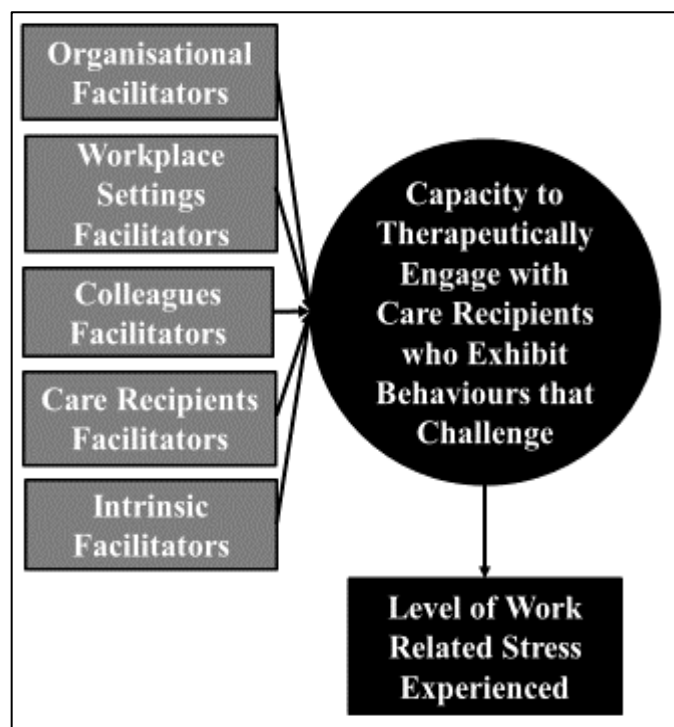 Organisational
Facilitators
Workplace
Settings
Facilitators
Colleagues
Facilitators
Care Recipients
Facilitators
Intrinsic
Facilitators
Capacity to
Therapeutically
Engage with
Care Recipients
who Exhibit
Behaviours that
Challenge
Level of Work
Related Stress
Experienced